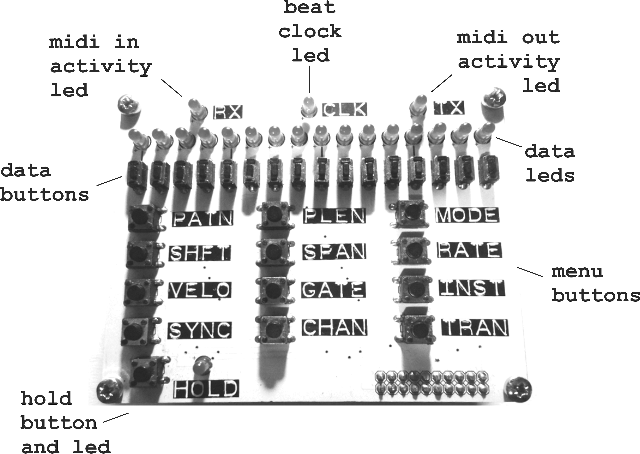 beat
clock
led
midi in
activity
led
midi out
activity
led
RX
CLK
TX
data
buttons
data
leds
PATN
PLEN
MODE
SHFT
SPAN
RATE
VELO
GATE
INST
SYNC
CHAN
TRAN
menu
buttons
HOLD
hold
button
and led